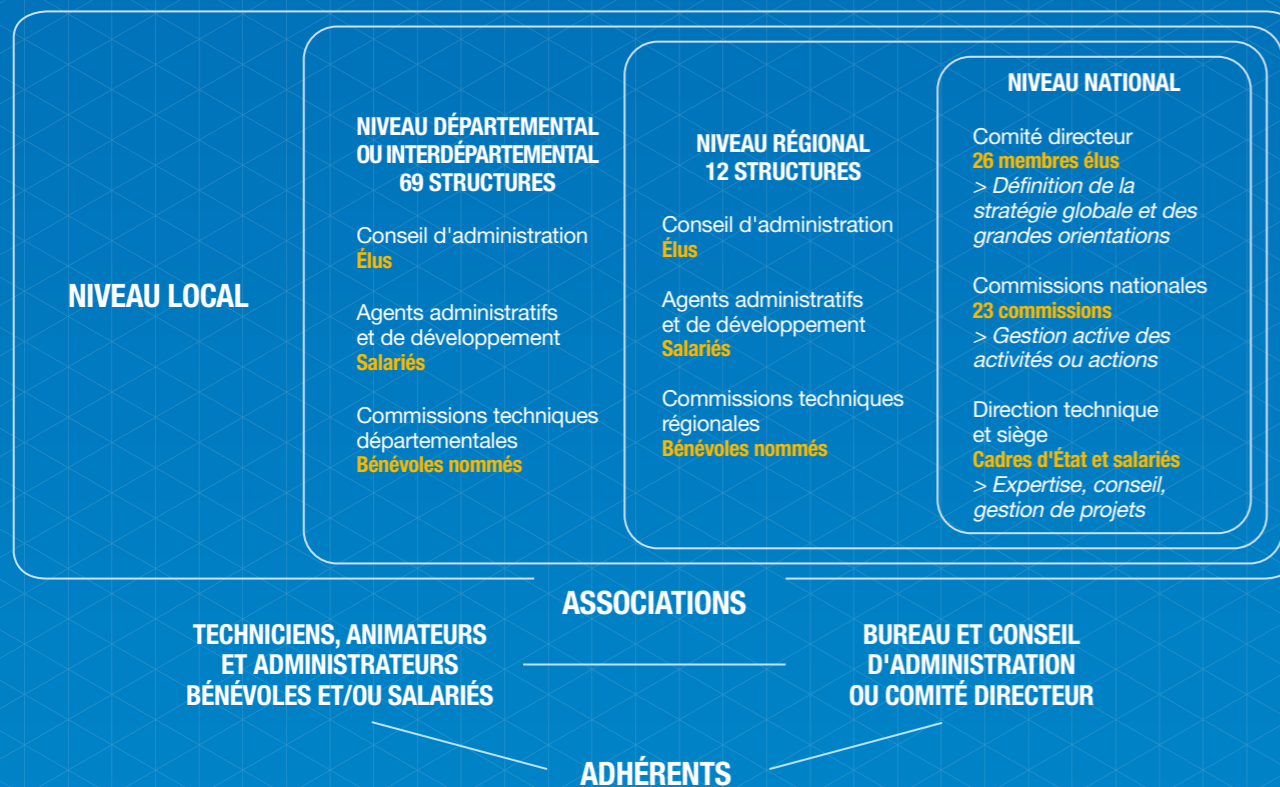 NIVEAU LOCAL
NIVEAU DÉPARTEMENTAL
OU INTERDÉPARTEMENTAL
69 STRUCTURES
Conseil d'administration
Élus
Agents administratifs
et de développement
Salariés
Commissions techniques
départementales
Bénévoles nommés
NIVEAU RÉGIONAL
12 STRUCTURES
Conseil d'administration
Élus
Agents administratifs
et de développement
Salariés
Commissions techniques
régionales
Bénévoles nommés
NIVEAU NATIONAL
Comité directeur
26 membres élus
> Définition de la
stratégie globale et des
grandes orientations
Commissions nationales
23 commissions
> Gestion active des
activités ou actions
Direction technique
et siège
Cadres d'État et salariés
> Expertise, conseil,
gestion de projets
ASSOCIATIONS
TECHNICIENS, ANIMATEURS
ET ADMINISTRATEURS
BÉNÉVOLES ET/OU SALARIÉS
BUREAU ET CONSEIL
D'ADMINISTRATION
OU COMITÉ DIRECTEUR
ADHÉRENTS